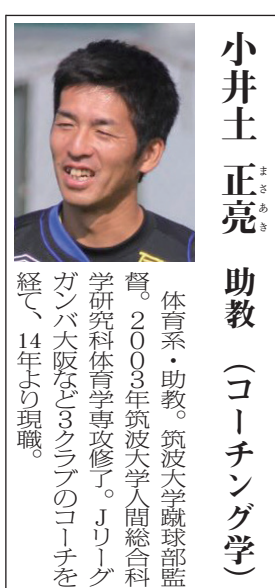 小井土 正亮 助教 （コーチング学）
まさあき
体育系・助教。筑波大学蹴球部監
督。２００３年筑波大学人間総合科
学研究科体育学専攻修了。Ｊリーグ
ガンバ大阪など３クラブのコーチを
経て、14年より現職。